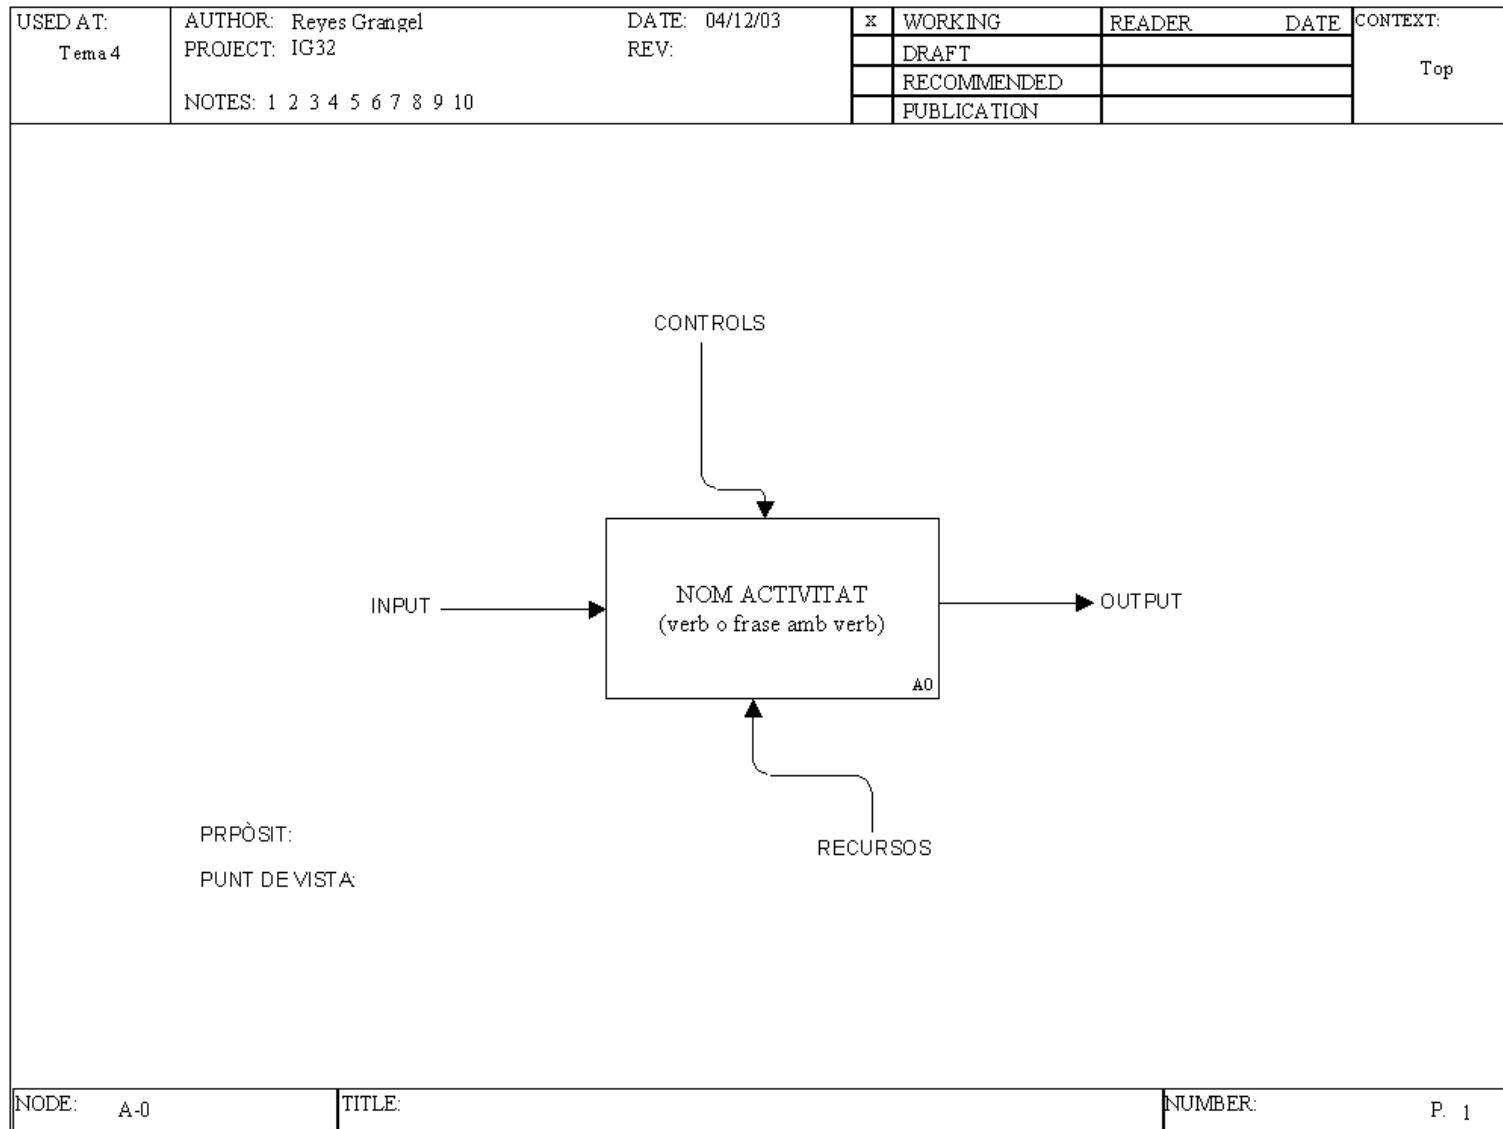 USED AT:
Tema 4
AUTHOR: Reyes Grangel
DATE: 04/12/03
PROJECT: IG32
REV:
NOTES: 1 2 3 4 5 6 7 8 9 10
x WORKING
DRAFT
RECOMMENDED
PUBLICATION
READER DATE
CONTEXT:
Top
CONTROLS
INPUT
NOM ACTIVITAT
(verb o frase amb verb)
A0
OUTPUT
RECURSOS
PRPÒSIT:
PUNT DE VISTA:
NODE: A-0
TITLE:
NUMBER:
P. 1